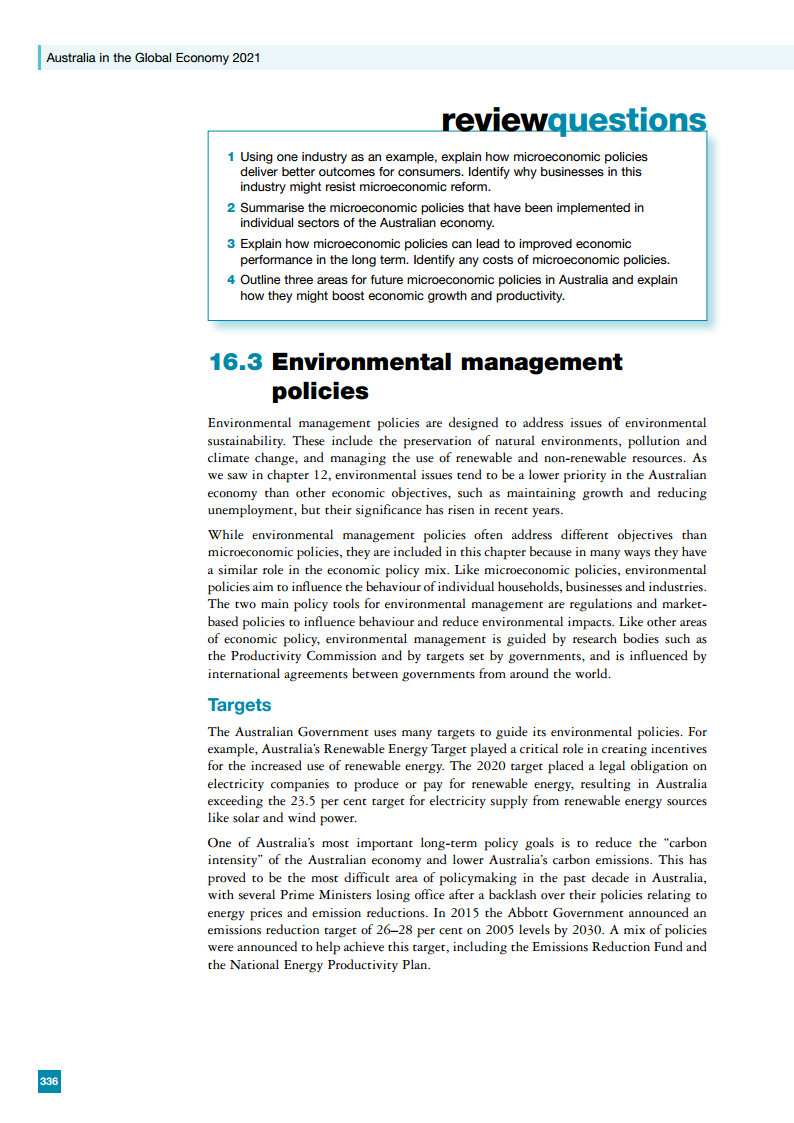 Australia in the Global Economy 2021
reviewquestions
1 Using one industry as an example, explain how microeconomic policies
deliver better outcomes for consumers. Identify why businesses in this
industry might resist microeconomic reform.
2 Summarise the microeconomic policies that have been implemented in
individual sectors of the Australian economy.
3 Explain how microeconomic policies can lead to improved economic
performance in the long term. Identify any costs of microeconomic policies.
4 Outline three areas for future microeconomic policies in Australia and explain
how they might boost economic growth and productivity.
16.3 Environmental management
policies
Environmental management policies are designed to address issues of environmental
sustainability. These include the preservation of natural environments, pollution and
climate change, and managing the use of renewable and non-renewable resources. As
we saw in chapter 12, environmental issues tend to be a lower priority in the Australian
economy than other economic objectives, such as maintaining growth and reducing
unemployment, but their significance has risen in recent years.
While environmental management policies often address different objectives than
microeconomic policies, they are included in this chapter because in many ways they have
a similar role in the economic policy mix. Like microeconomic policies, environmental
policies aim to influence the behaviour of individual households, businesses and industries.
The two main policy tools for environmental management are regulations and market-
based policies to influence behaviour and reduce environmental impacts. Like other areas
of economic policy, environmental management is guided by research bodies such as
the Productivity Commission and by targets set by governments, and is influenced by
international agreements between governments from around the world.
Targets
The Australian Government uses many targets to guide its environmental policies. For
example, Australia's Renewable Energy Target played a critical role in creating incentives
for the increased use of renewable energy. The 2020 target placed a legal obligation on
electricity companies to produce or pay for renewable energy, resulting in Australia
exceeding the 23.5 per cent target for electricity supply from renewable energy sources
like solar and wind power.
One of Australia's most important long-term policy goals is to reduce the “carbon
intensity” of the Australian economy and lower Australia's carbon emissions. This has
proved to be the most difficult area of policymaking in the past decade in Australia,
with several Prime Ministers losing office after a backlash over their policies relating to
energy prices and emission reductions. In 2015 the Abbott Government announced an
emissions reduction target of 26–28 per cent on 2005 levels by 2030. A mix of policies
were announced to help achieve this target, including the Emissions Reduction Fund and
the National Energy Productivity Plan.
336